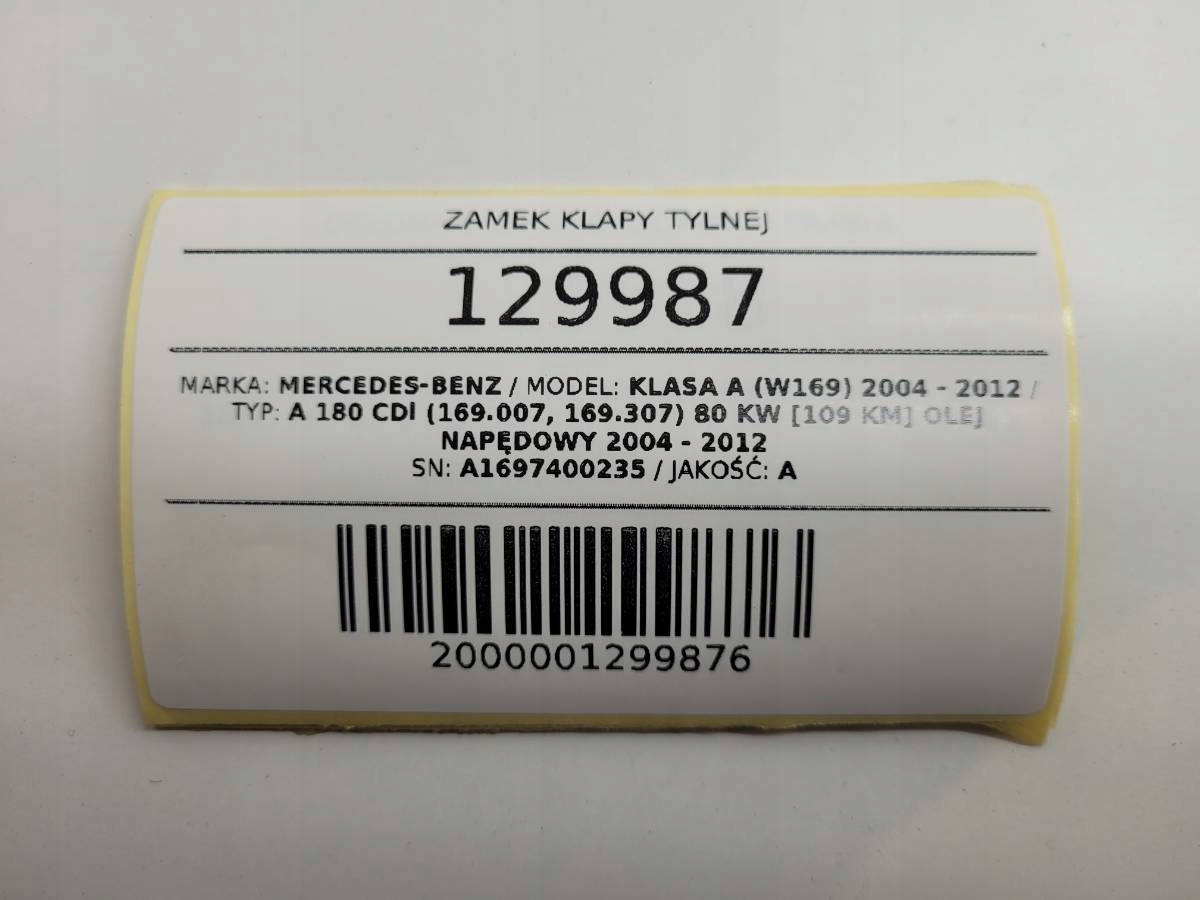 ZAMEK KLAPY TYLNEJ
129987
MARKA: MERCEDES-BENZ / MODEL: KLASA A (W169) 2004 - 2012 /
TYP: A 180 CDI (169.007, 169.307) 80 KW [109 KM] OLEJ
NAPĘDOWY 2004 - 2012
SN: A1697400235 / JAKOŚĆ: A
2000001299876